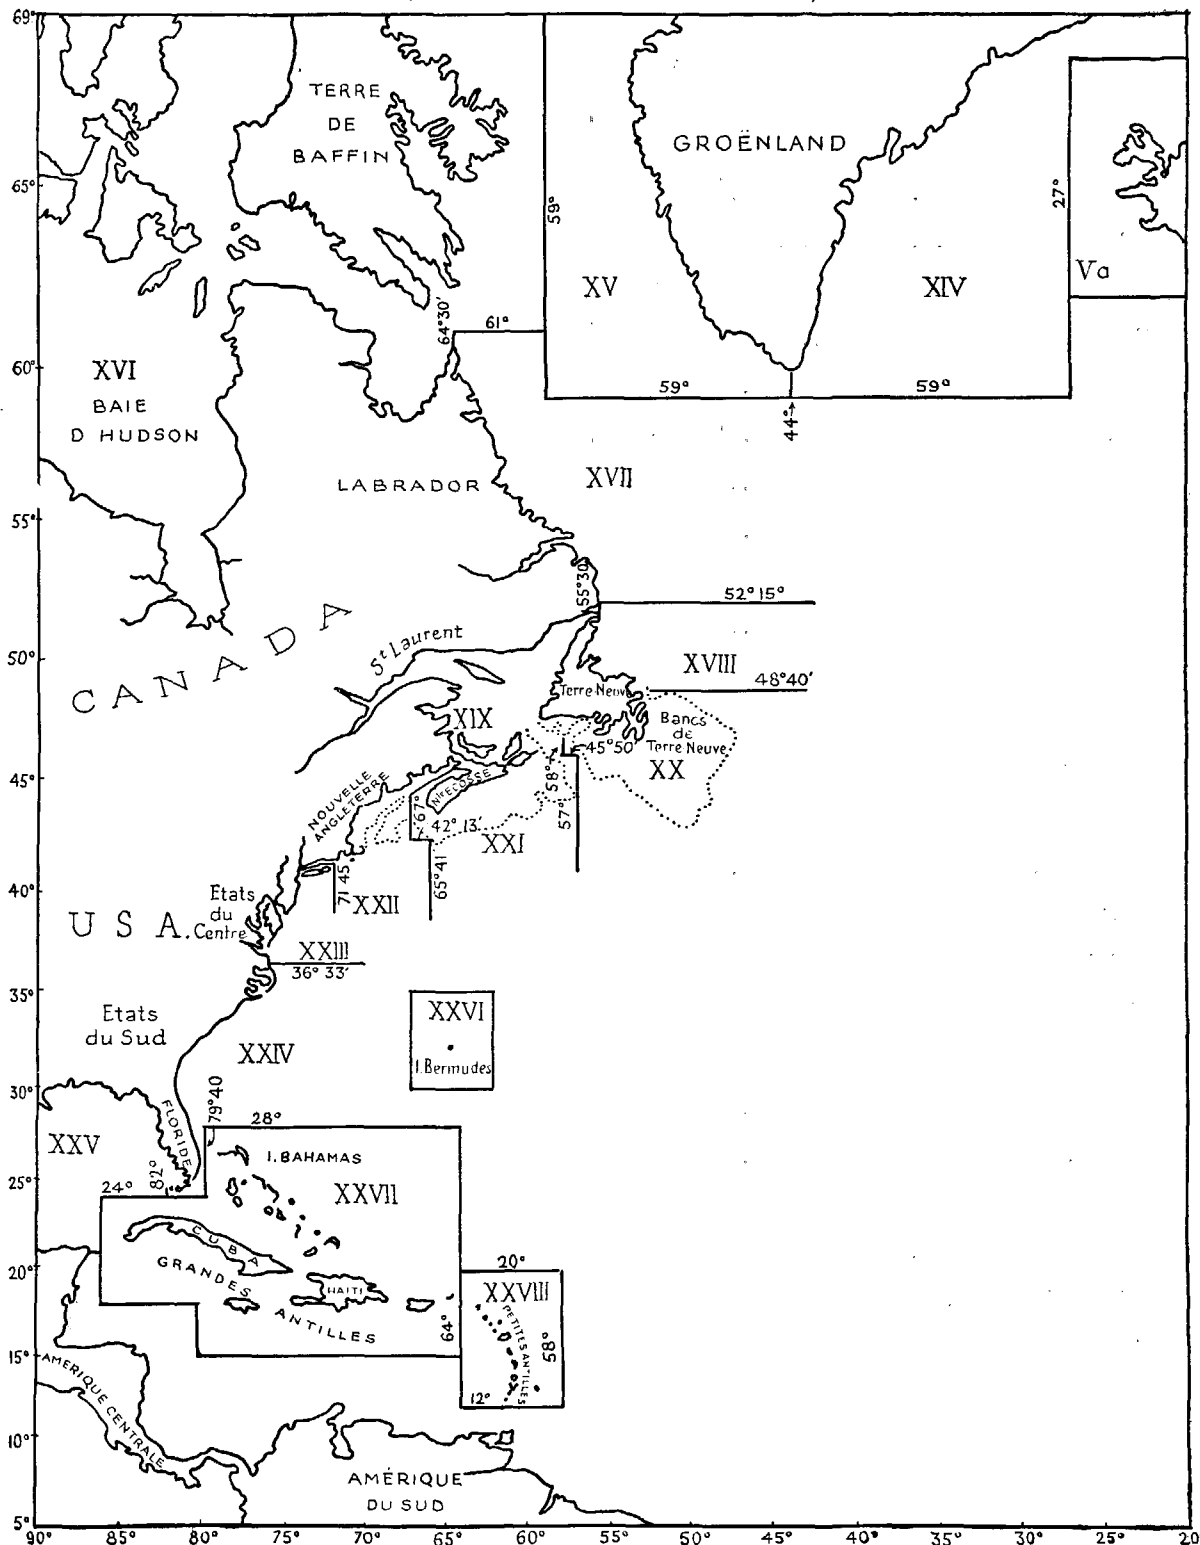 69°
TERRE
DE
BAFFIN
GROËNLAND
65°
59°
27°
XV
XIV
Va
64°30'
61°
60°
XVI
BAIE
D HUDSON
59°
59°
44°
LABRADOR
XVII
55°
55°30'
52°15°
CANADA
St Laurent
50°
XVIII
48°40'
Terre Neuve
XIX
Bancs
de
Terre Neuve
XX
45°50'
58°
57°
45°
NOUVELLE
ANGLETERRE
Nlle ECOSSE
67°
42° 13'
XXI
65°41
71 45
40°
Etats
du
Centre
XXII
USA.
XXIII
36° 33'
35°
Etats
du Sud
XXVI
I.Bermudes
XXIV
30°
79°40
28°
FLORIDE
XXV
I.BAHAMAS
82°
25°
24°
XXVII
CUBA
20°
GRANDES
ANTILLES
HAITI
64°
20°
XXVIII
PETITES ANTILLES
58°
12°
15°
AMÉRIQUE CENTRALE
10°
AMÉRIQUE
DU SUD
5°
90° 85° 80° 75° 70° 65° 60° 55° 50° 45° 40° 35° 30° 25° 20